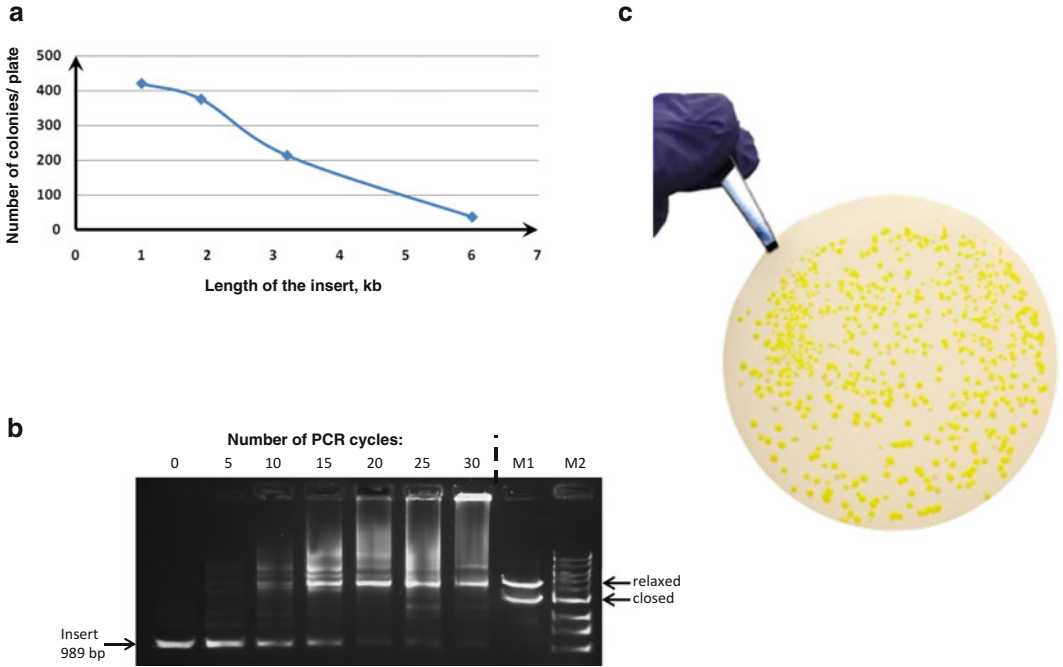 a
Number of colonies/ plate
500
400
300
200
100
0
0 1 2 3 4 5 6 7
Length of the insert, kb
b
Number of PCR cycles:
0 5 10 15 20 25 30 M1 M2
relaxed
closed
Insert
989 bp
c